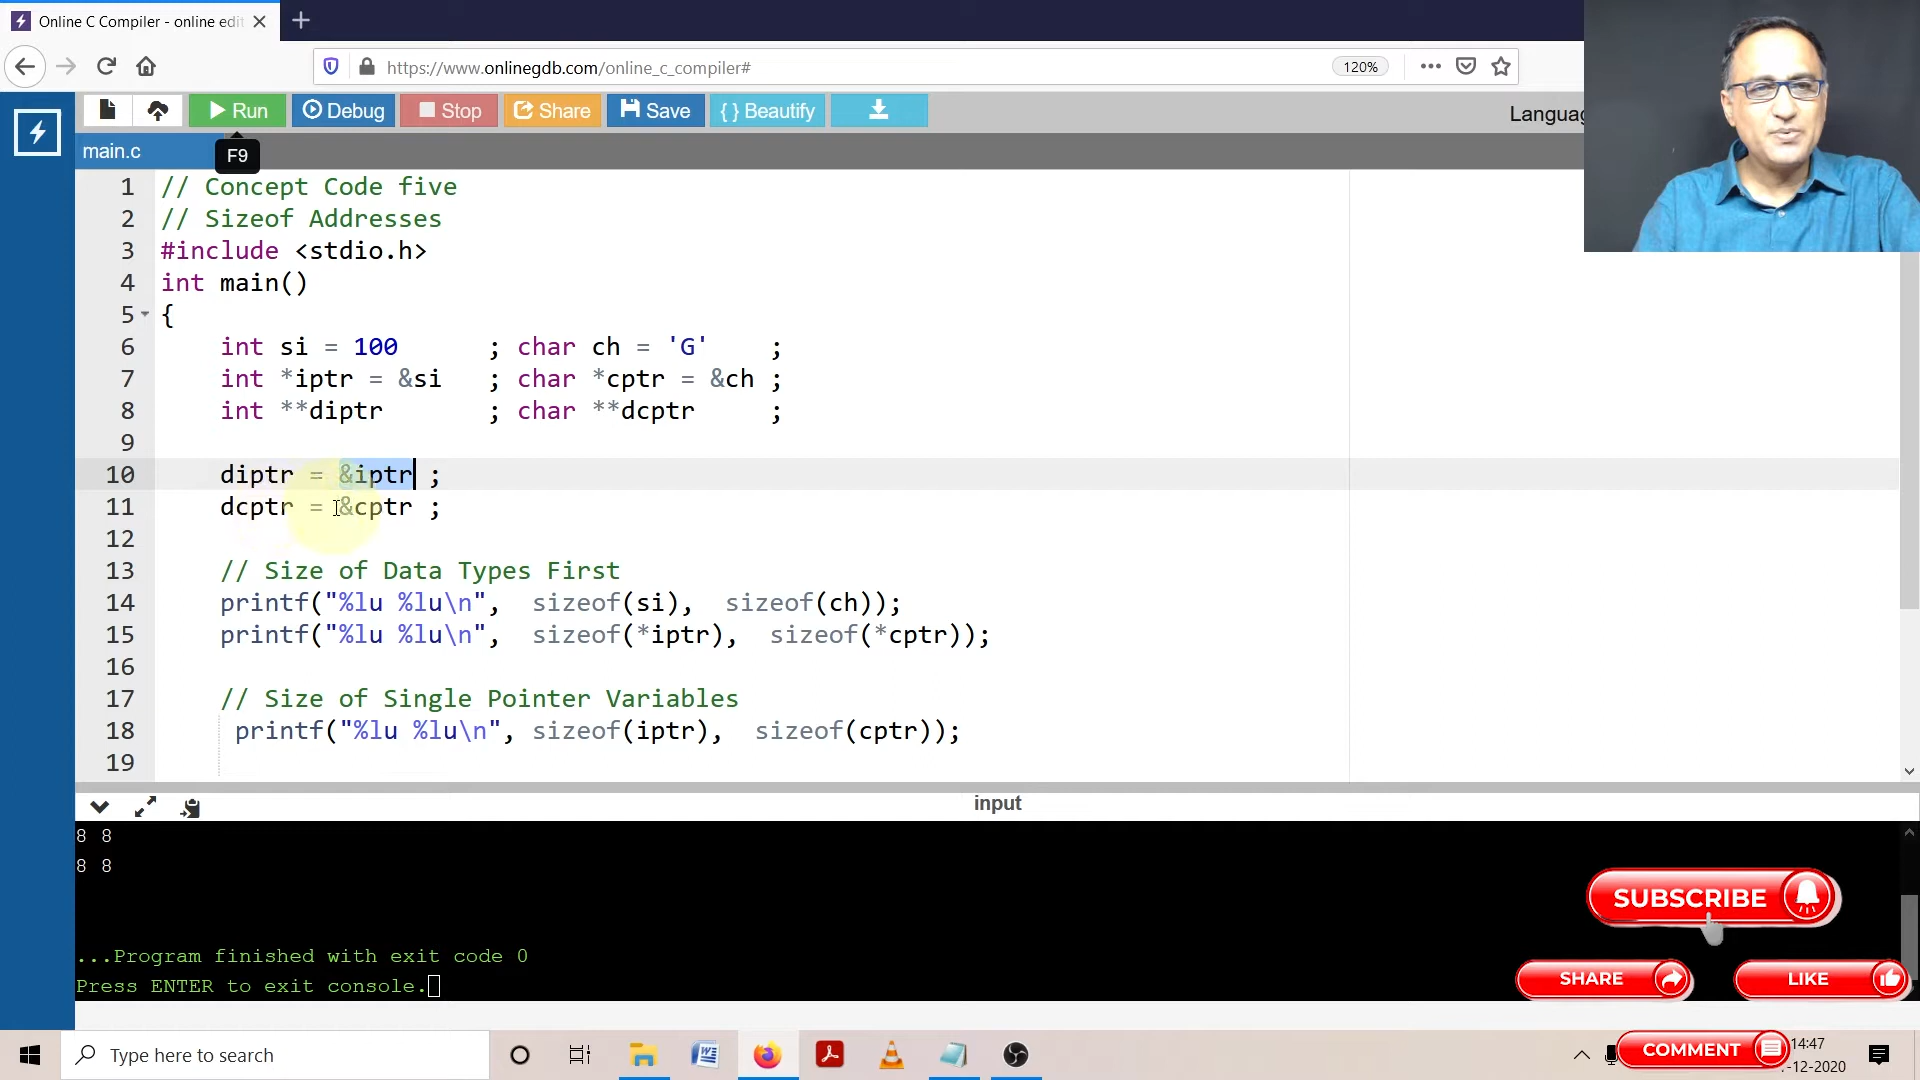 Online C Compiler - online edit
https://www.onlinegdb.com/online_c_compiler#
120%
Run
Debug
Stop
Share
Save
{ } Beautify
Languag
main.c
F9
1 // Concept Code five
2 // Sizeof Addresses
3 #include <stdio.h>
4 int main()
5 {
6 int si = 100 ; char ch = 'G' ;
7 int *iptr = &si ; char *cptr = &ch ;
8 int **diptr ; char **dcptr ;
9
10 diptr = &iptr ;
11 dcptr = &cptr ;
12
13 // Size of Data Types First
14 printf("%lu %lu\n", sizeof(si), sizeof(ch));
15 printf("%lu %lu\n", sizeof(*iptr), sizeof(*cptr));
16
17 // Size of Single Pointer Variables
18 printf("%lu %lu\n", sizeof(iptr), sizeof(cptr));
19
input
8 8
8 8
...Program finished with exit code 0
Press ENTER to exit console.
SUBSCRIBE
SHARE
LIKE
COMMENT
Type here to search
14:47
-12-2020